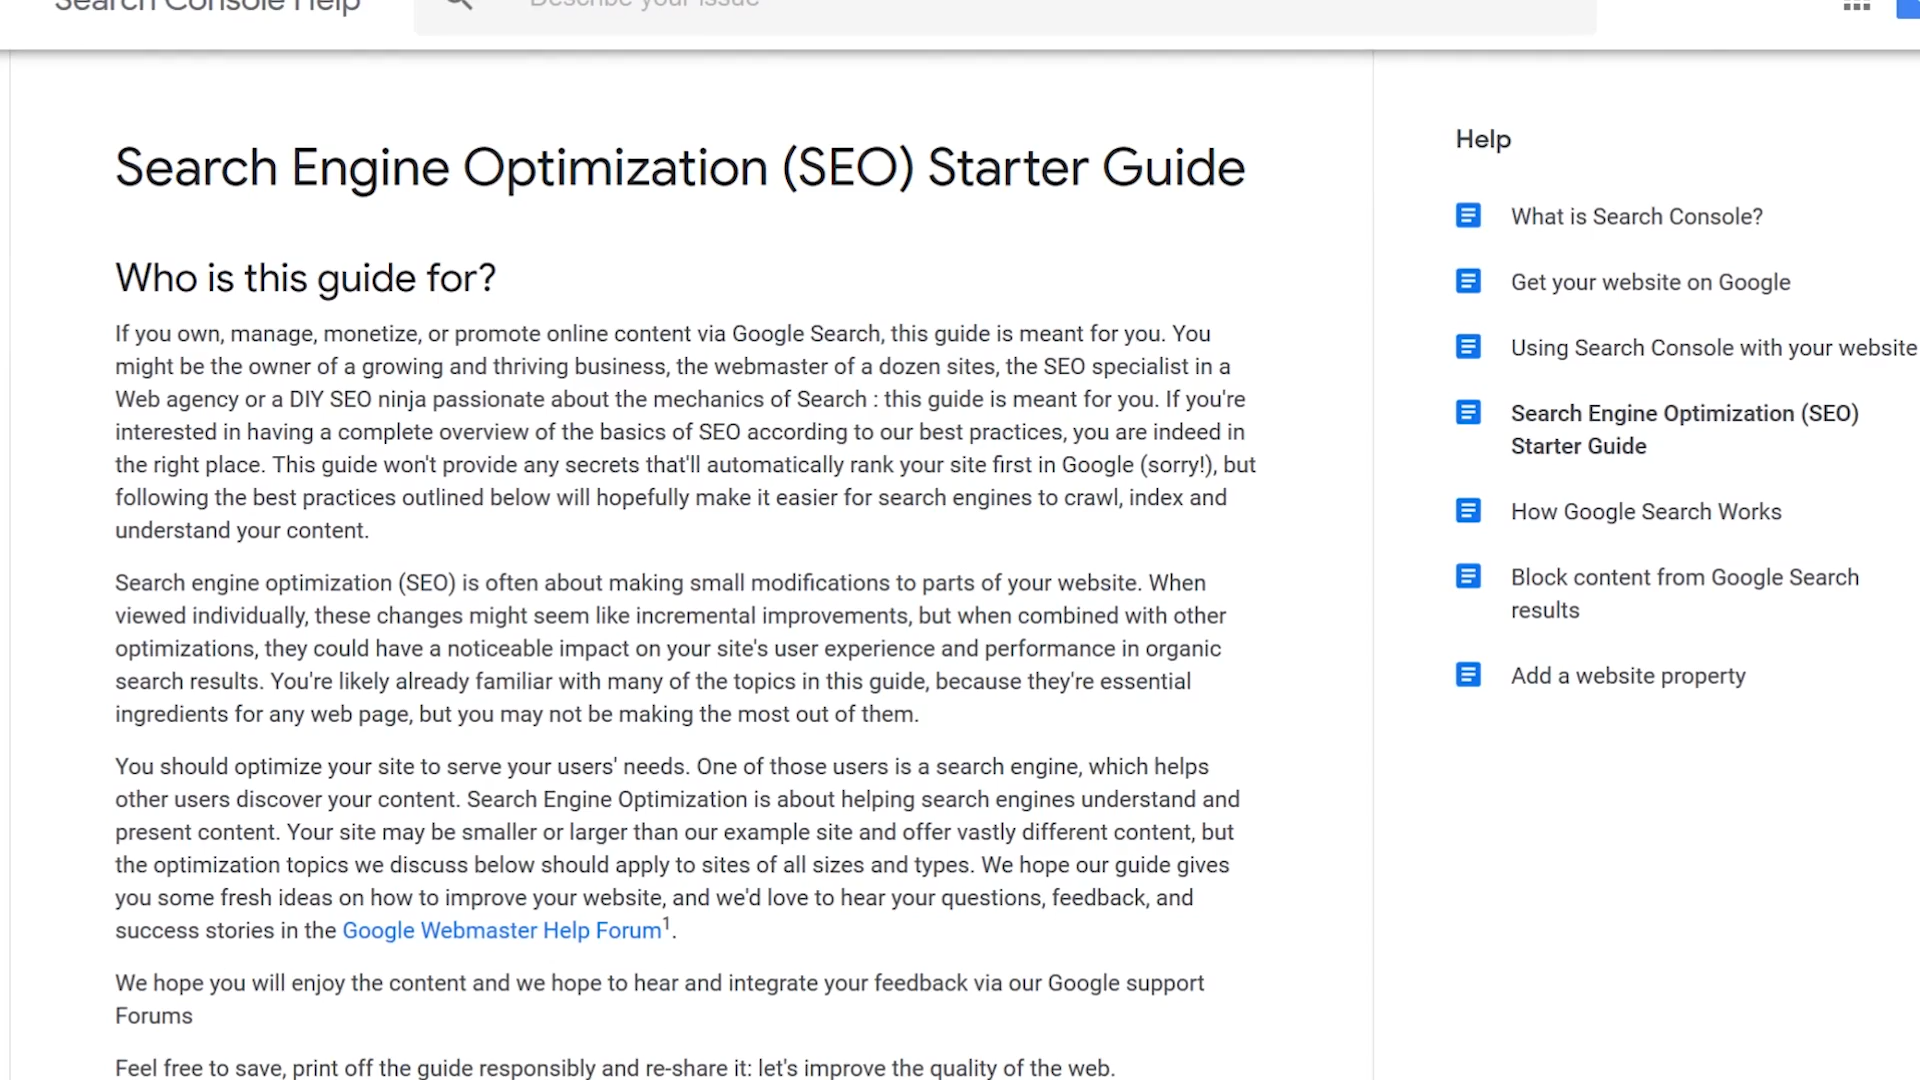 Search Console Help
Describe your issue
Search Engine Optimization (SEO) Starter Guide
Who is this guide for?
If you own, manage, monetize, or promote online content via Google Search, this guide is meant for you. You
might be the owner of a growing and thriving business, the webmaster of a dozen sites, the SEO specialist in a
Web agency or a DIY SEO ninja passionate about the mechanics of Search : this guide is meant for you. If you're
interested in having a complete overview of the basics of SEO according to our best practices, you are indeed in
the right place. This guide won't provide any secrets that'll automatically rank your site first in Google (sorry!), but
following the best practices outlined below will hopefully make it easier for search engines to crawl, index and
understand your content.
Search engine optimization (SEO) is often about making small modifications to parts of your website. When
viewed individually, these changes might seem like incremental improvements, but when combined with other
optimizations, they could have a noticeable impact on your site's user experience and performance in organic
search results. You're likely already familiar with many of the topics in this guide, because they're essential
ingredients for any web page, but you may not be making the most out of them.
You should optimize your site to serve your users' needs. One of those users is a search engine, which helps
other users discover your content. Search Engine Optimization is about helping search engines understand and
present content. Your site may be smaller or larger than our example site and offer vastly different content, but
the optimization topics we discuss below should apply to sites of all sizes and types. We hope our guide gives
you some fresh ideas on how to improve your website, and we'd love to hear your questions, feedback, and
success stories in the Google Webmaster Help Forum1.
We hope you will enjoy the content and we hope to hear and integrate your feedback via our Google support
Forums
Feel free to save, print off the guide responsibly and re-share it: let's improve the quality of the web.
Help
What is Search Console?
Get your website on Google
Using Search Console with your website
Search Engine Optimization (SEO)
Starter Guide
How Google Search Works
Block content from Google Search
results
Add a website property